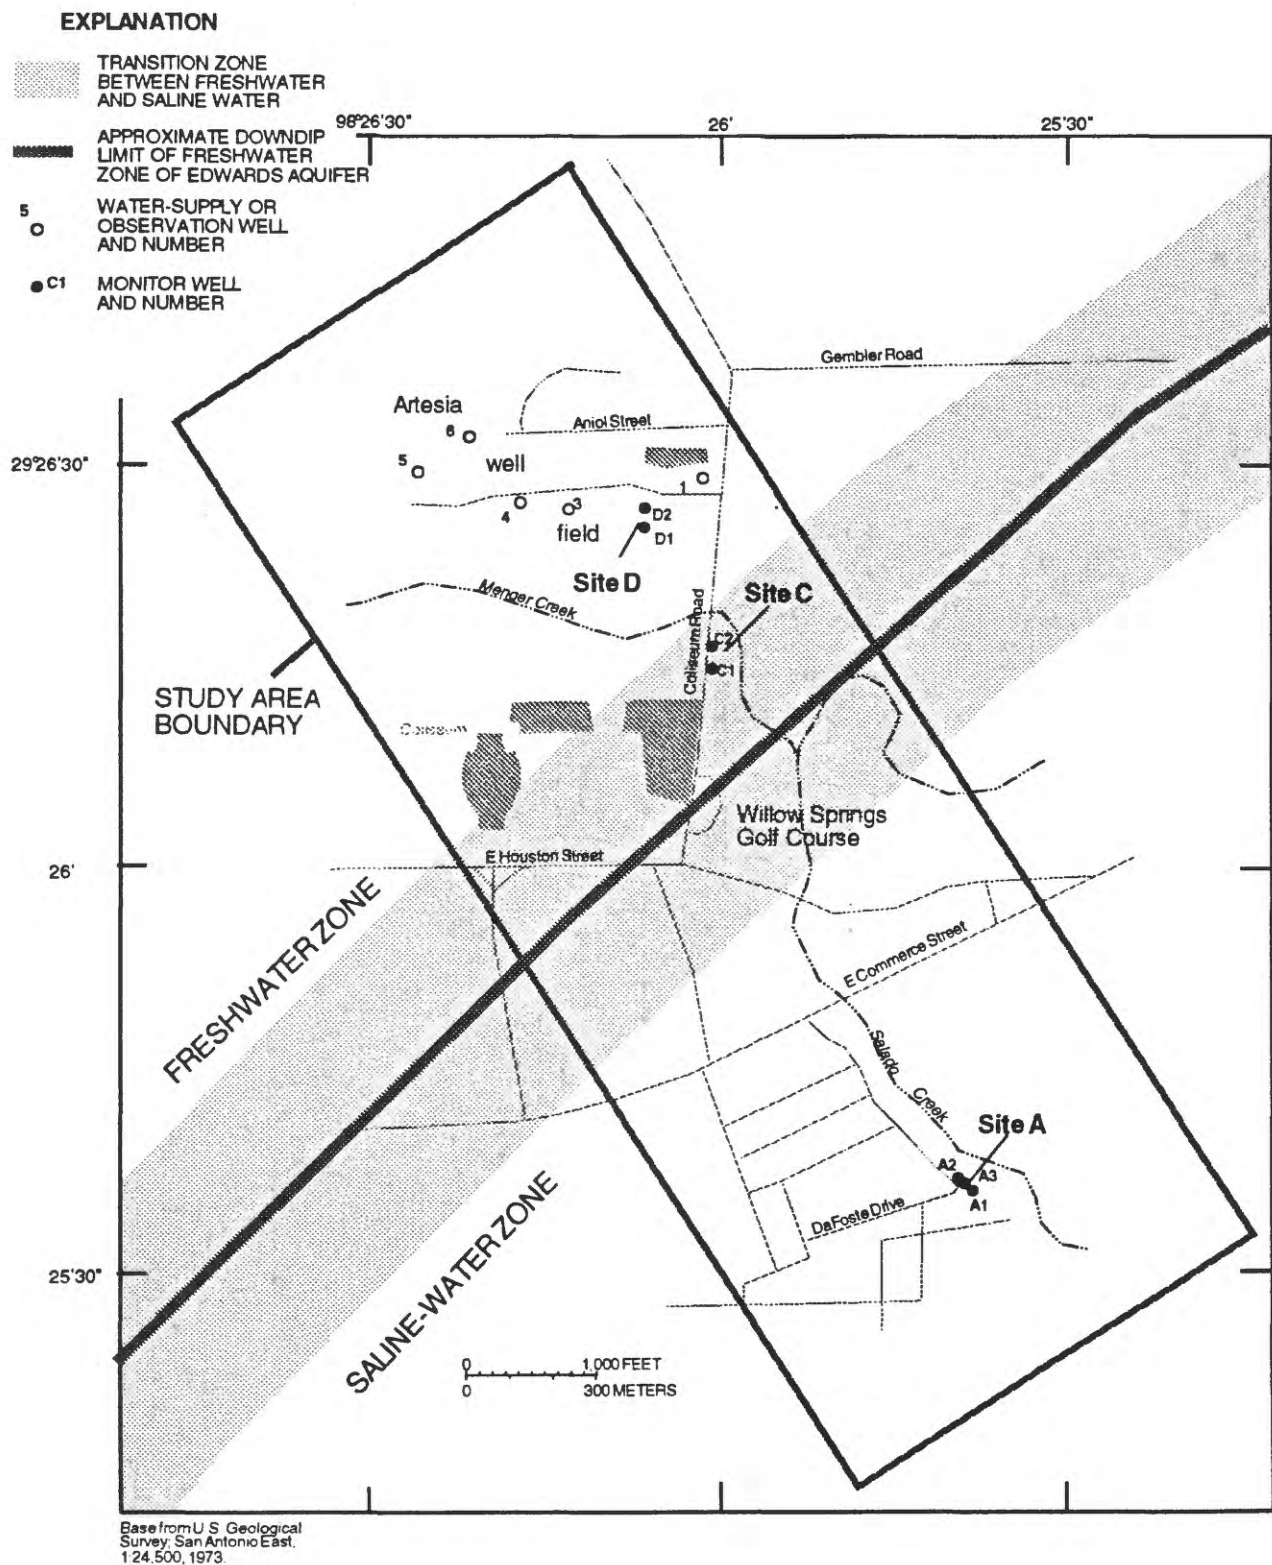 EXPLANATION
TRANSITION ZONE
BETWEEN FRESHWATER
AND SALINE WATER
APPROXIMATE DOWNDIP
LIMIT OF FRESHWATER
ZONE OF EDWARDS AQUIFER
5
WATER-SUPPLY OR
OBSERVATION WELL
AND NUMBER
C1
MONITOR WELL
AND NUMBER
98°26'30"
26'
25'30"
Gembler Road
Artesia
6
Aniol Street
29°26'30"
5
well
1
4
3
field
D2
D1
Site D
Menger Creek
Site C
Coliseum Road
C2
C1
STUDY AREA
BOUNDARY
Willow Springs
Golf Course
E Houston Street
26'
FRESHWATER ZONE
E Commerce Street
Salado
Creek
Site A
A2
A3
A1
DaFoste Drive
25'30"
SALINE-WATER ZONE
0 1,000 FEET
0 300 METERS
Base from U S Geological
Survey; San Antonio East,
1:24,500, 1973.